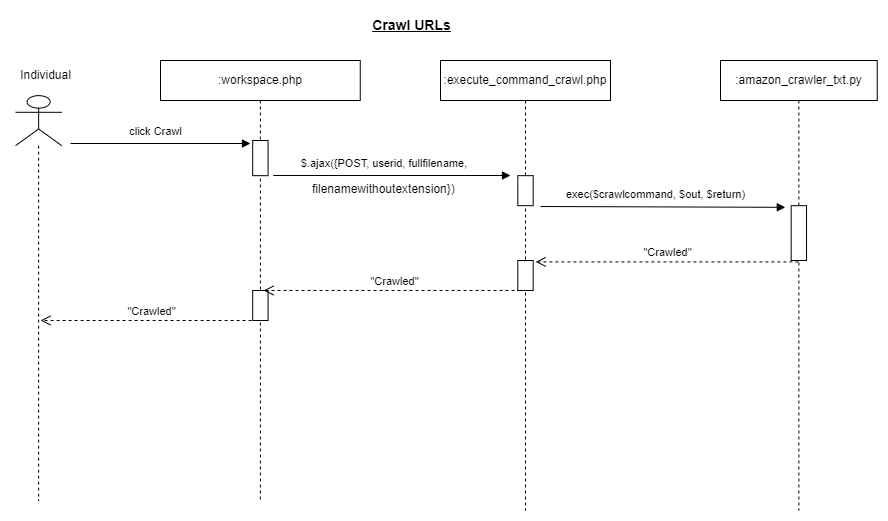 Crawl URLs
Individual
:workspace.php
:execute_command_crawl.php
:amazon_crawler_txt.py
click Crawl
$.ajax({POST, userid, fullfilename,
filenamewithoutextension})
exec($crawlcommand, $out, $return)
"Crawled"
"Crawled"
"Crawled"